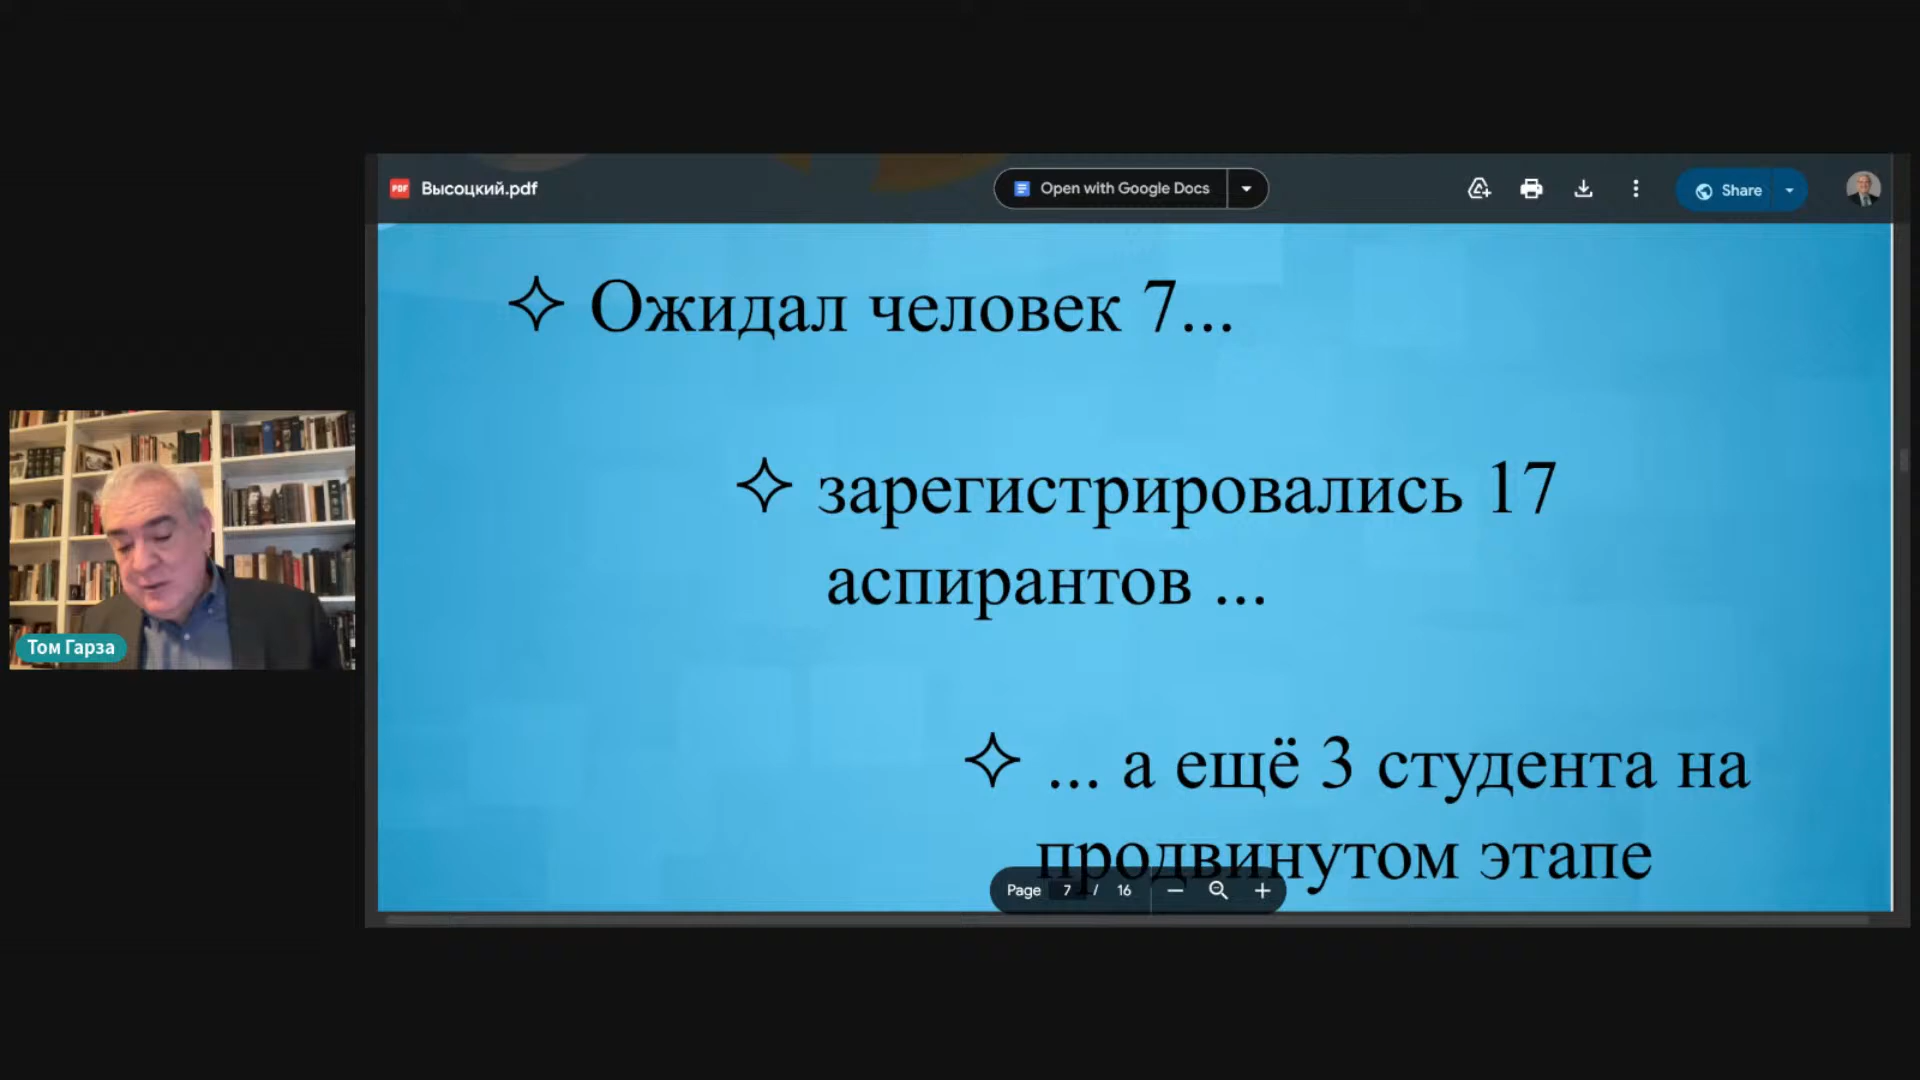 Высоцкий.pdf
Open with Google Docs
Share
Ожидал человек 7...
зарегистрировались 17
аспирантов ...
... а ещё 3 студента на
продвинутом этапе
Том Гарза
Page 7 / 16